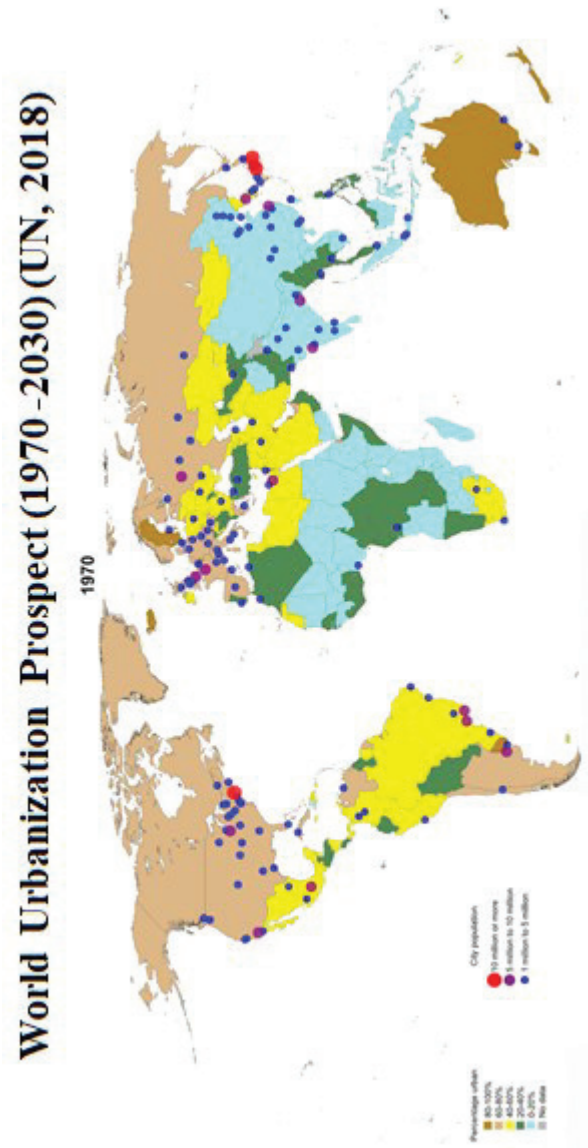 World Urbanization Prospect (1970 -2030) (UN, 2018)
1970
Percentage urban
80-100%
60-80%
40-60%
20-40%
0-20%
No data
City population
10 million or more
5 million to 10 million
1 million to 5 million